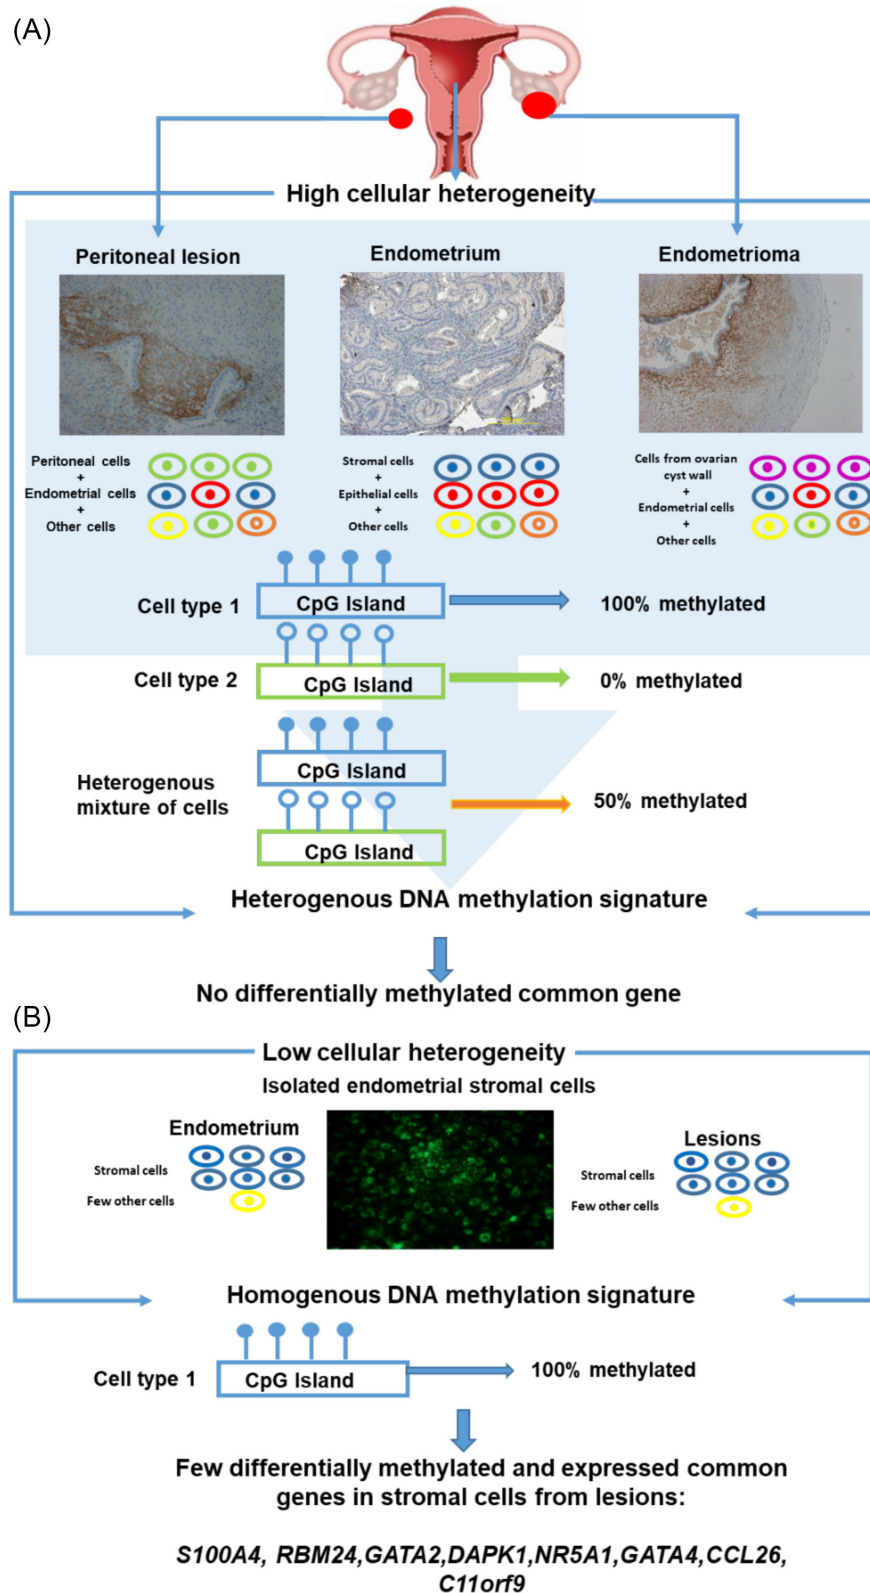 (A)
High cellular heterogeneity
Peritoneal lesion
Endometrium
Endometrioma
Peritoneal cells
+
Endometrial cells
+
Other cells
Stromal cells
+
Epithelial cells
+
Other cells
Cells from ovarian
cyst wall
+
Endometrial cells
+
Other cells
Cell type 1
CpG Island
100% methylated
Cell type 2
CpG Island
0% methylated
Heterogenous
mixture of cells
CpG Island
CpG Island
50% methylated
Heterogenous DNA methylation signature
No differentially methylated common gene
(B)
Low cellular heterogeneity
Isolated endometrial stromal cells
Endometrium
Stromal cells
Few other cells
Lesions
Stromal cells
Few other cells
Homogenous DNA methylation signature
Cell type 1
CpG Island
100% methylated
Few differentially methylated and expressed common
genes in stromal cells from lesions:
S100A4, RBM24,GATA2,DAPK1,NR5A1,GATA4,CCL26,
C11orf9